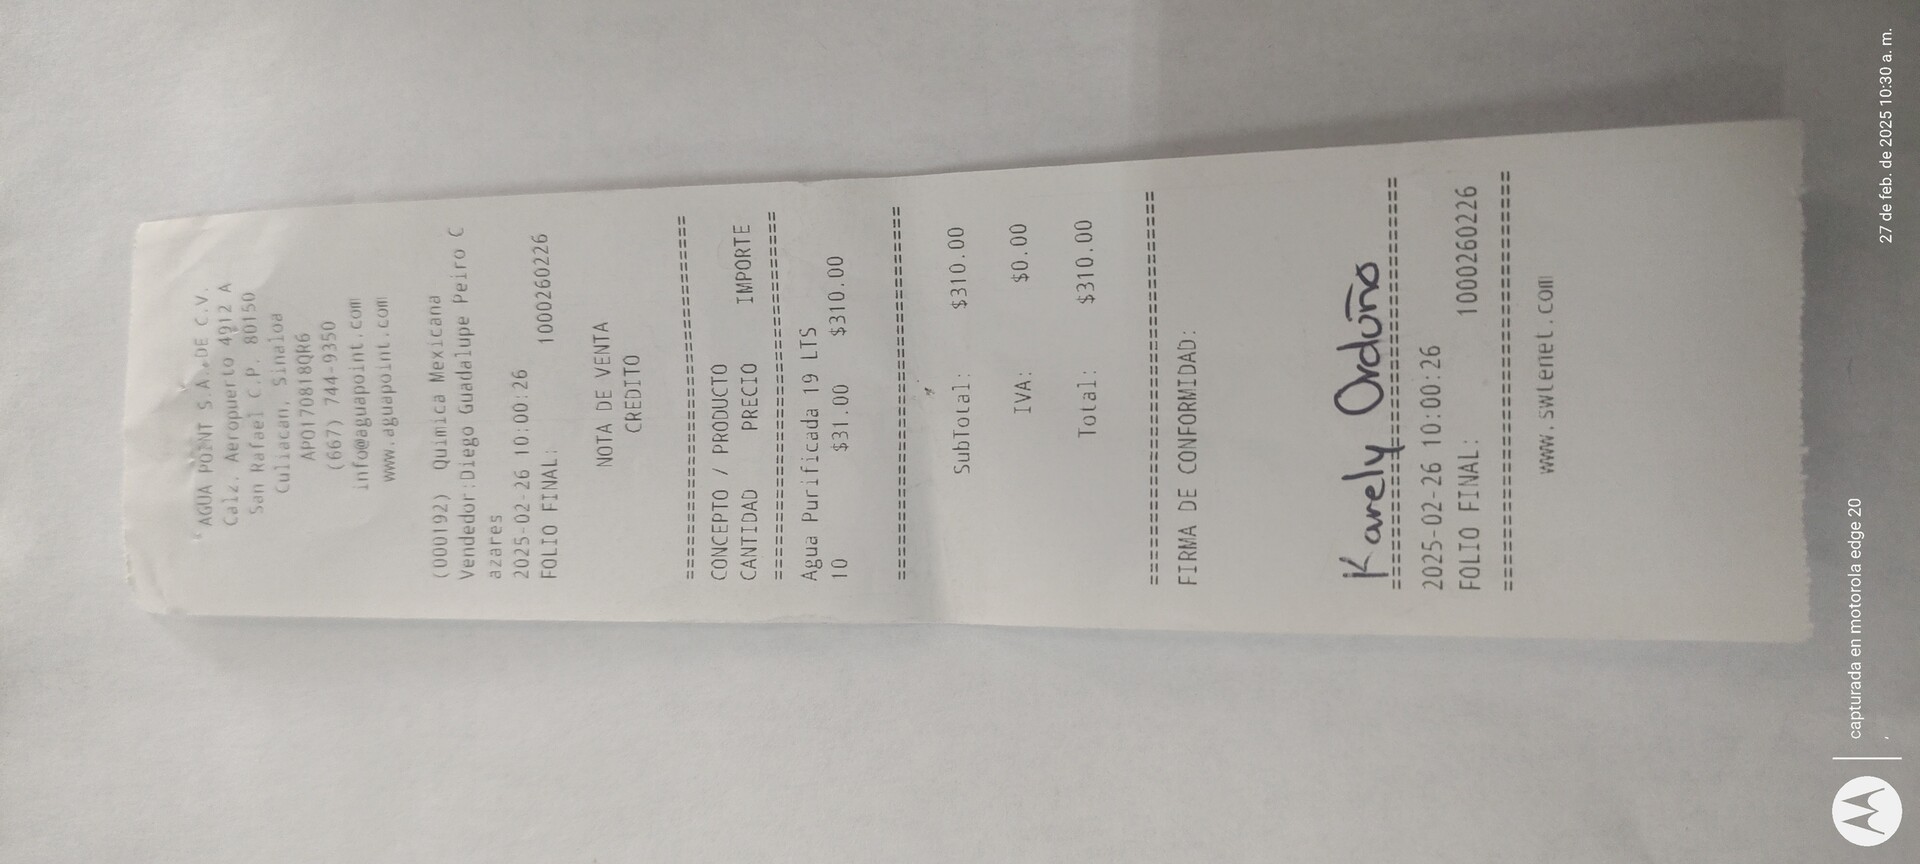 AGUA POINT S.A. DE C.V.
Calz. Aeropuerto 4912 A
San Rafael C.P. 80150
Culiacan, Sinaloa
APO170818QR6
(667) 744-9350
info@aguapoint.com
www.aguapoint.com
(000192) Quimica Mexicana
Vendedor:Diego Guadalupe Peiro C
azares
2025-02-26 10:00:26
FOLIO FINAL: 1000260226
NOTA DE VENTA
CREDITO
================================
CONCEPTO / PRODUCTO
CANTIDAD PRECIO IMPORTE
================================
Agua Purificada 19 LTS
10 $31.00 $310.00
================================
SubTotal: $310.00
IVA: $0.00
Total: $310.00
================================
FIRMA DE CONFORMIDAD:
Karely Orduño
================================
2025-02-26 10:00:26
FOLIO FINAL: 1000260226
================================
www.swtenet.com
capturada en motorola edge 20
,
27 de feb. de 2025 10:30 a. m.